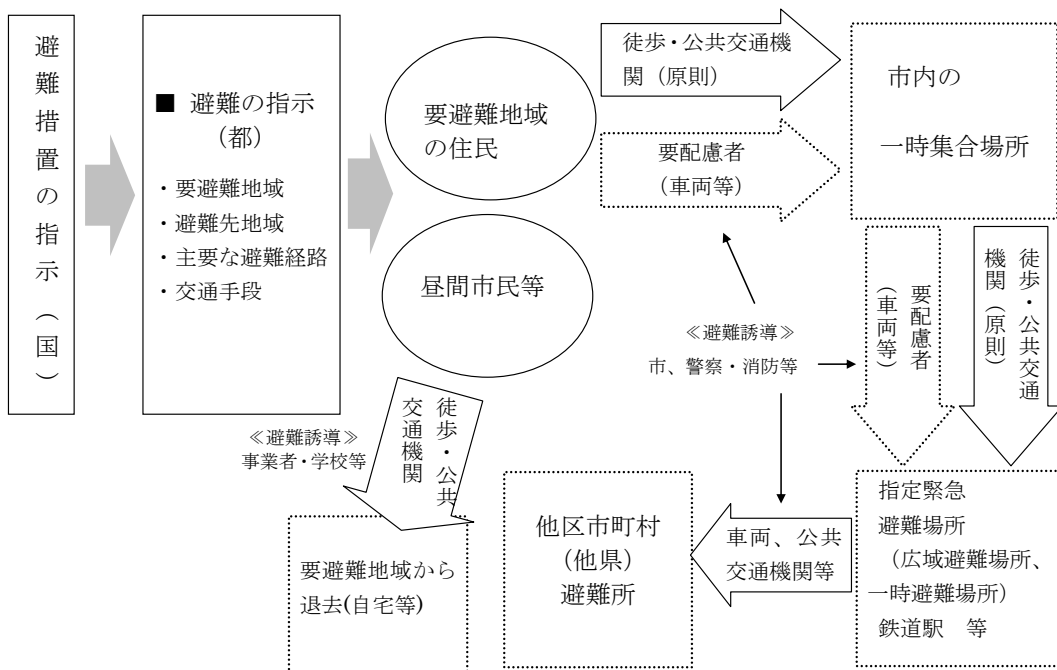 避難措置の指示（国）
■ 避難の指示
（都）
・要避難地域
・避難先地域
・主要な避難経路
・交通手段
要避難地域
の住民
昼間市民等
徒歩・公共交通機
関（原則）
要配慮者
（車両等）
市内の
一時集合場所
≪避難誘導≫
市、警察・消防等
要配慮者
（車両等）
徒歩・公共交通
機関（原則）
徒歩・公共
交通機関
≪避難誘導≫
事業者・学校等
要避難地域から
退去(自宅等)
他区市町村
（他県）
避難所
車両、公共
交通機関等
指定緊急
避難場所
（広域避難場所、
一時避難場所）
鉄道駅　等